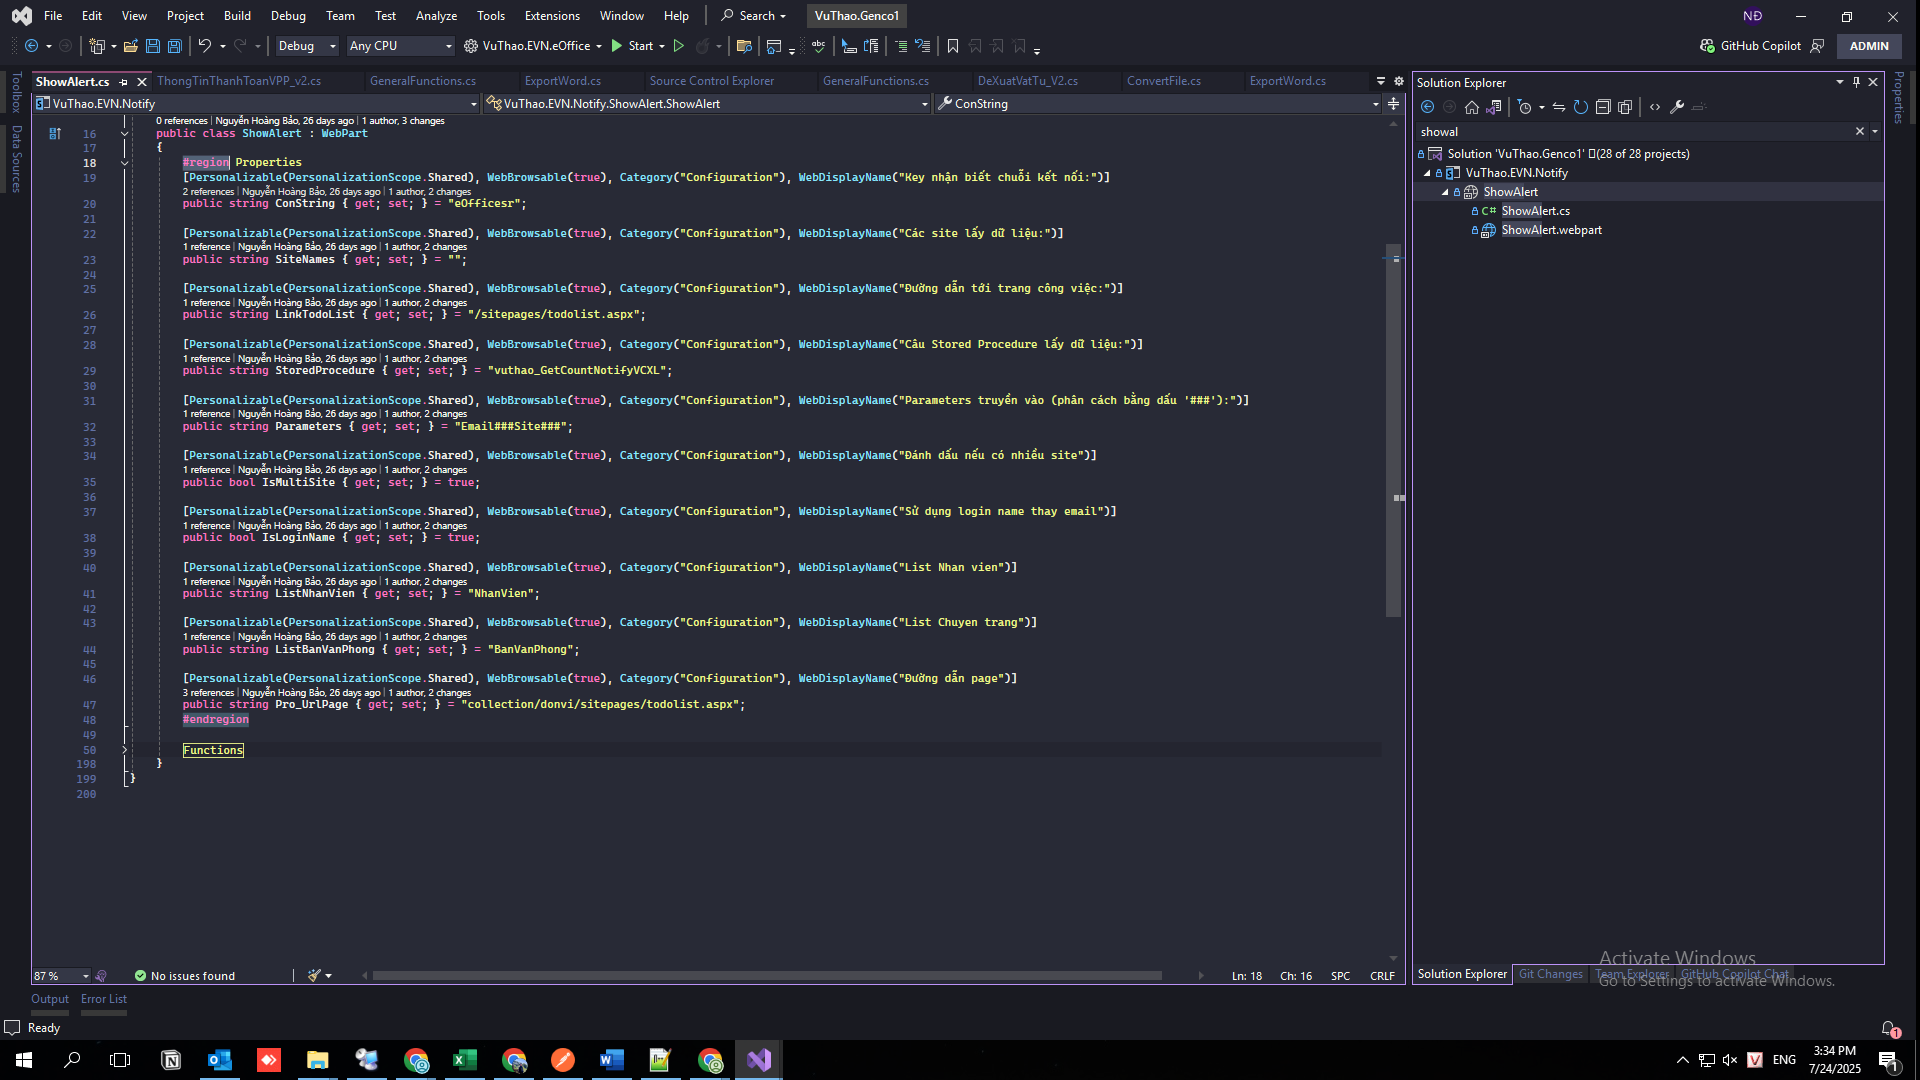 File Edit View Project Build Debug Team Test Analyze Tools Extensions Window Help Search VuThao.Genco1 NĐ
Debug Any CPU VuThao.EVN.eOffice Start GitHub Copilot ADMIN
ShowAlert.cs ThongTinThanhToanVPP_v2.cs GeneralFunctions.cs ExportWord.cs Source Control Explorer GeneralFunctions.cs DeXuatVatTu_V2.cs ConvertFile.cs ExportWord.cs
VuThao.EVN.Notify VuThao.EVN.Notify.ShowAlert.ShowAlert ConString
Toolbox
Data Sources
0 references | Nguyễn Hoàng Bảo, 26 days ago | 1 author, 3 changes
16 public class ShowAlert : WebPart
17 {
18 #region Properties
19 [Personalizable(PersonalizationScope.Shared), WebBrowsable(true), Category("Configuration"), WebDisplayName("Key nhận biết chuỗi kết nối:")]
2 references | Nguyễn Hoàng Bảo, 26 days ago | 1 author, 2 changes
20 public string ConString { get; set; } = "eOfficesr";
21
22 [Personalizable(PersonalizationScope.Shared), WebBrowsable(true), Category("Configuration"), WebDisplayName("Các site lấy dữ liệu:")]
1 reference | Nguyễn Hoàng Bảo, 26 days ago | 1 author, 2 changes
23 public string SiteNames { get; set; } = "";
24
25 [Personalizable(PersonalizationScope.Shared), WebBrowsable(true), Category("Configuration"), WebDisplayName("Đường dẫn tới trang công việc:")]
1 reference | Nguyễn Hoàng Bảo, 26 days ago | 1 author, 2 changes
26 public string LinkTodoList { get; set; } = "/sitepages/todolist.aspx";
27
28 [Personalizable(PersonalizationScope.Shared), WebBrowsable(true), Category("Configuration"), WebDisplayName("Câu Stored Procedure lấy dữ liệu:")]
1 reference | Nguyễn Hoàng Bảo, 26 days ago | 1 author, 2 changes
29 public string StoredProcedure { get; set; } = "vuthao_GetCountNotifyVCXL";
30
31 [Personalizable(PersonalizationScope.Shared), WebBrowsable(true), Category("Configuration"), WebDisplayName("Parameters truyền vào (phân cách bằng dấu '###'):")]
1 reference | Nguyễn Hoàng Bảo, 26 days ago | 1 author, 2 changes
32 public string Parameters { get; set; } = "Email###Site###";
33
34 [Personalizable(PersonalizationScope.Shared), WebBrowsable(true), Category("Configuration"), WebDisplayName("Đánh dấu nếu có nhiều site")]
1 reference | Nguyễn Hoàng Bảo, 26 days ago | 1 author, 2 changes
35 public bool IsMultiSite { get; set; } = true;
36
37 [Personalizable(PersonalizationScope.Shared), WebBrowsable(true), Category("Configuration"), WebDisplayName("Sử dụng login name thay email")]
1 reference | Nguyễn Hoàng Bảo, 26 days ago | 1 author, 2 changes
38 public bool IsLoginName { get; set; } = true;
39
40 [Personalizable(PersonalizationScope.Shared), WebBrowsable(true), Category("Configuration"), WebDisplayName("List Nhan vien")]
1 reference | Nguyễn Hoàng Bảo, 26 days ago | 1 author, 2 changes
41 public string ListNhanVien { get; set; } = "NhanVien";
42
43 [Personalizable(PersonalizationScope.Shared), WebBrowsable(true), Category("Configuration"), WebDisplayName("List Chuyen trang")]
1 reference | Nguyễn Hoàng Bảo, 26 days ago | 1 author, 2 changes
44 public string ListBanVanPhong { get; set; } = "BanVanPhong";
45
46 [Personalizable(PersonalizationScope.Shared), WebBrowsable(true), Category("Configuration"), WebDisplayName("Đường dẫn page")]
3 references | Nguyễn Hoàng Bảo, 26 days ago | 1 author, 2 changes
47 public string Pro_UrlPage { get; set; } = "collection/donvi/sitepages/todolist.aspx";
48 #endregion
49
50 Functions
198 }
199 }
200
87 % No issues found Ln: 18 Ch: 16 SPC CRLF
Solution Explorer
showal
Solution 'VuThao.Genco1' (28 of 28 projects)
VuThao.EVN.Notify
ShowAlert
C# ShowAlert.cs
ShowAlert.webpart
Properties
Solution Explorer Git Changes Team Explorer GitHub Copilot Chat
Activate Windows
Go to Settings to activate Windows.
Output Error List
Ready 1
ENG
3:34 PM
7/24/2025
1